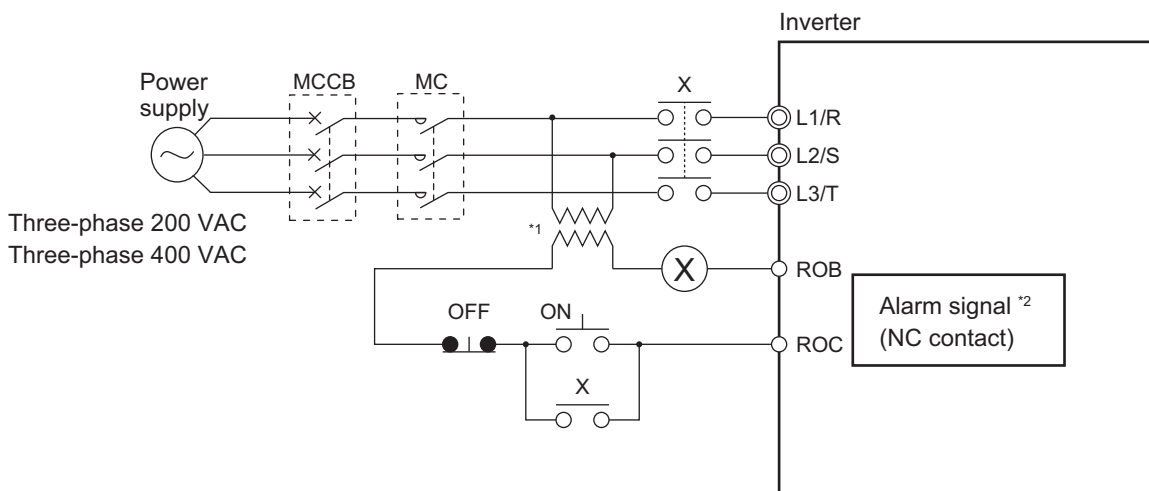 Inverter
Power
supply
MCCB
MC
X
L1/R
L2/S
L3/T
Three-phase 200 VAC
Three-phase 400 VAC
*1
X
ROB
OFF
ON
ROC
Alarm signal *2
(NC contact)
X